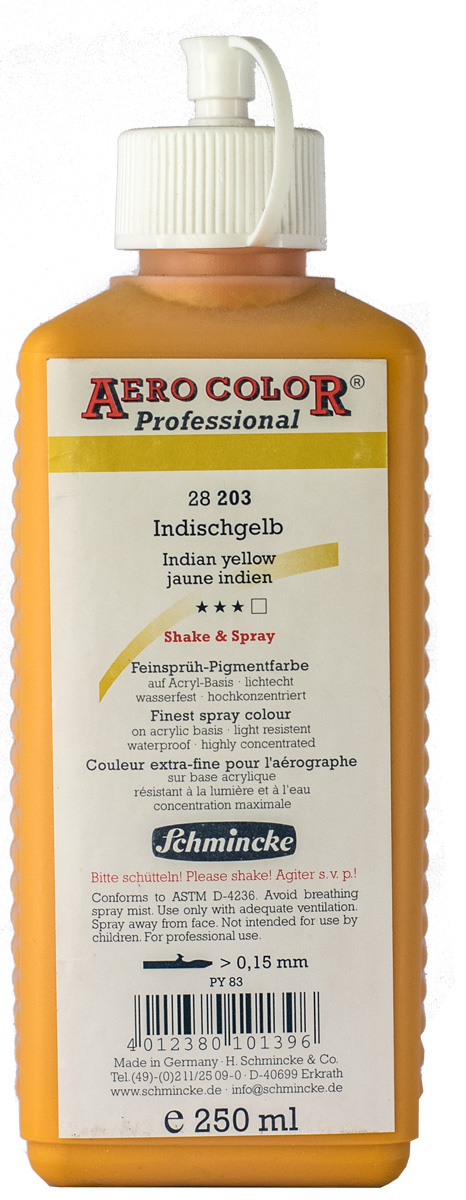 AERO COLOR®
Professional
28 203
Indischgelb
Indian yellow
jaune indien
★★★□
Shake & Spray
Feinsprüh-Pigmentfarbe
auf Acryl-Basis · lichtecht
wasserfest · hochkonzentriert
Finest spray colour
on acrylic basis · light resistent
waterproof · highly concentrated
Couleur extra-fine pour l'aérographe
sur base acrylique
résistant à la lumière et à l'eau
concentration maximale
Schmincke
Bitte schütteln! Please shake! Agiter s.v.p.!
Conforms to ASTM D-4236. Avoid breathing
spray mist. Use only with adequate ventilation.
Spray away from face. Not intended for use by
children. For professional use.
> 0,15 mm
PY 83
4 012380 101396
Made in Germany · H. Schmincke & Co.
Tel.(49)-(0)211/25 09-0 · D-40699 Erkrath
www.schmincke.de · info@schmincke.de
e 250 ml